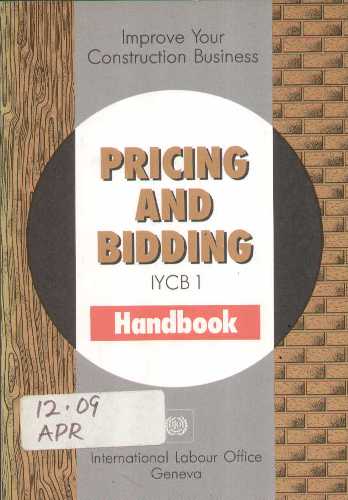 Improve Your
Construction Business
PRICING
AND
BIDDING
IYCB 1
Handbook
12.09
APR
International Labour Office
Geneva